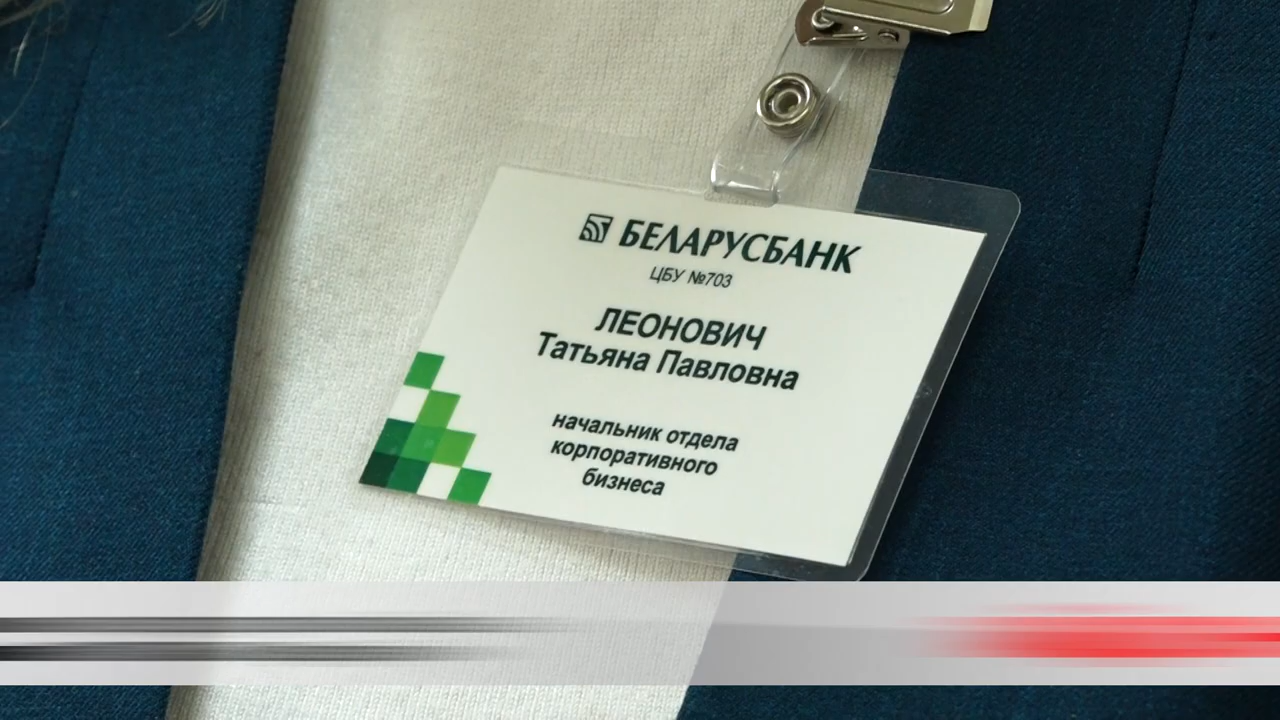 БЕЛАРУСБАНК
ЦБУ №703
ЛЕОНОВИЧ
Татьяна Павловна
начальник отдела
корпоративного
бизнеса